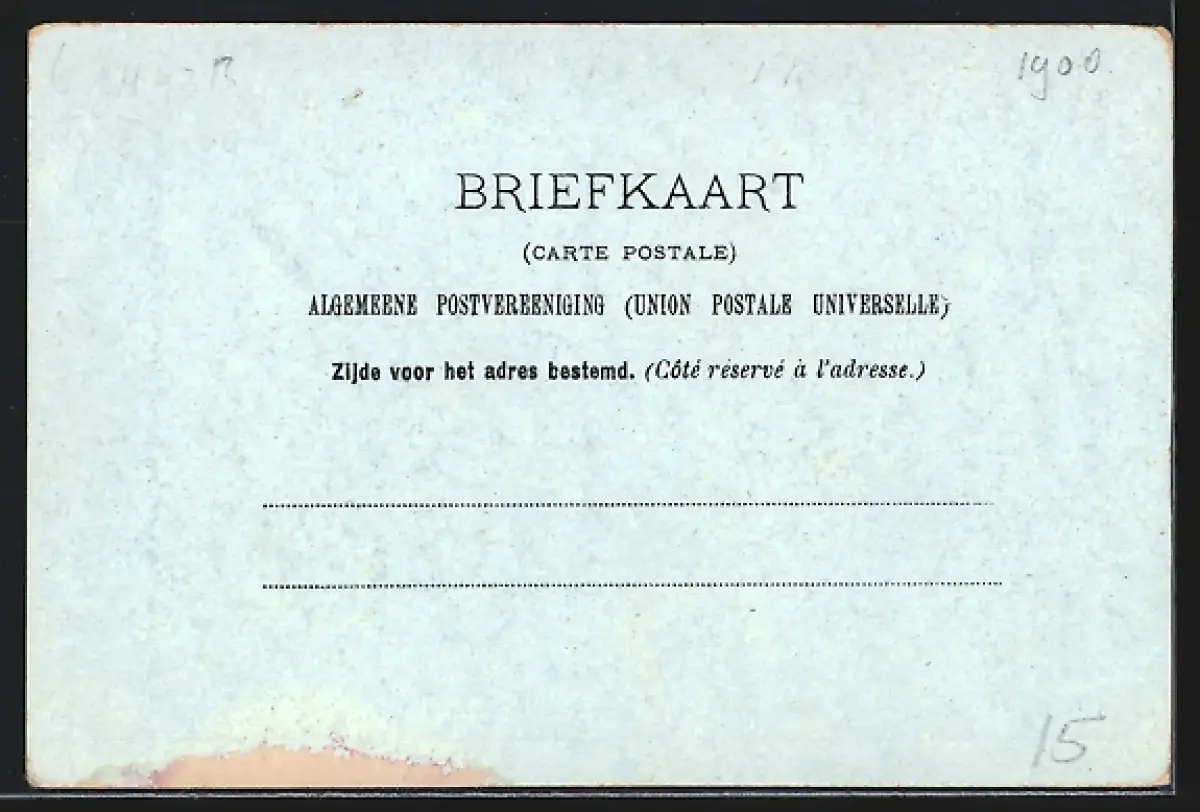 1900.
BRIEFKAART
(CARTE POSTALE)
ALGEMEENE POSTVEREENIGING (UNION POSTALE UNIVERSELLE)
Zijde voor het adres bestemd. (Côté réservé à l'adresse.)
15